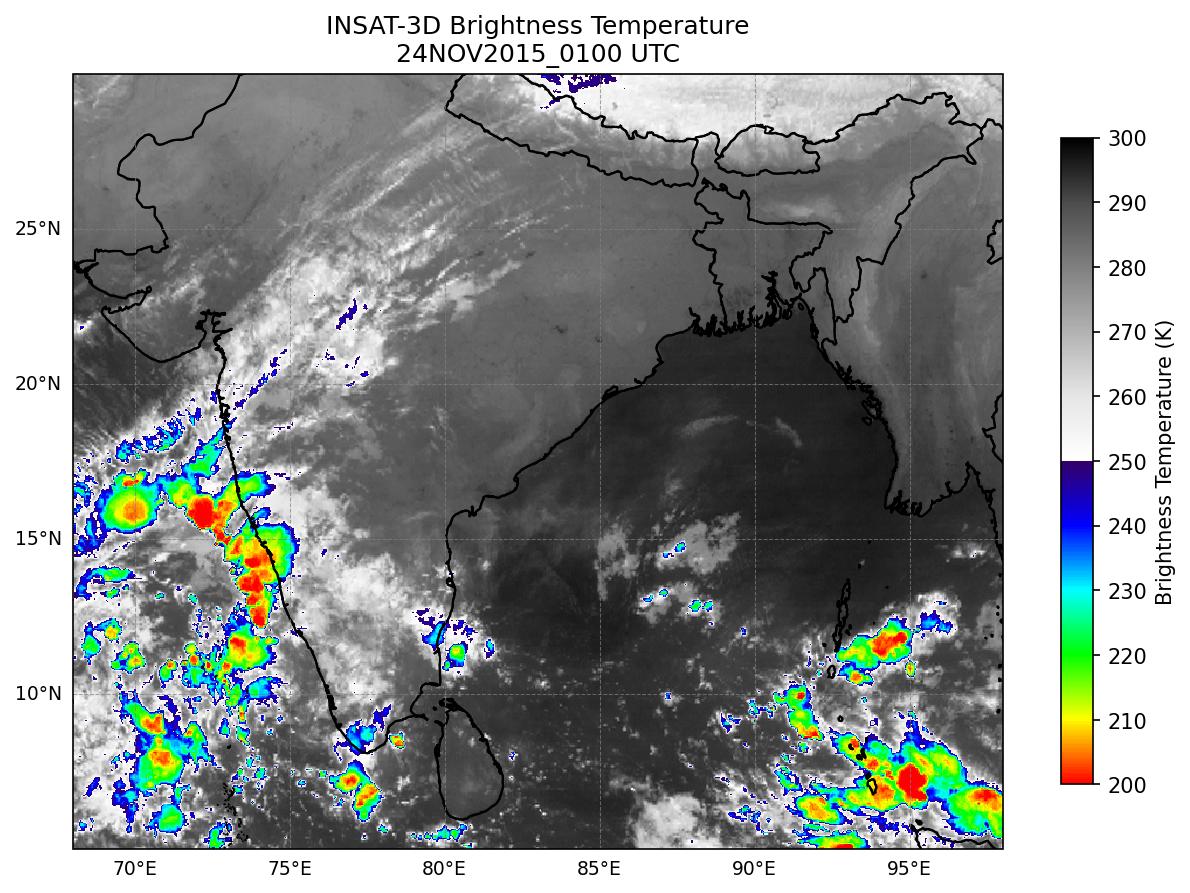 INSAT-3D Brightness Temperature
24NOV2015_0100 UTC
25°N
20°N
15°N
10°N
70°E
75°E
80°E
85°E
90°E
95°E
300
290
280
270
260
250
240
230
220
210
200
Brightness Temperature (K)